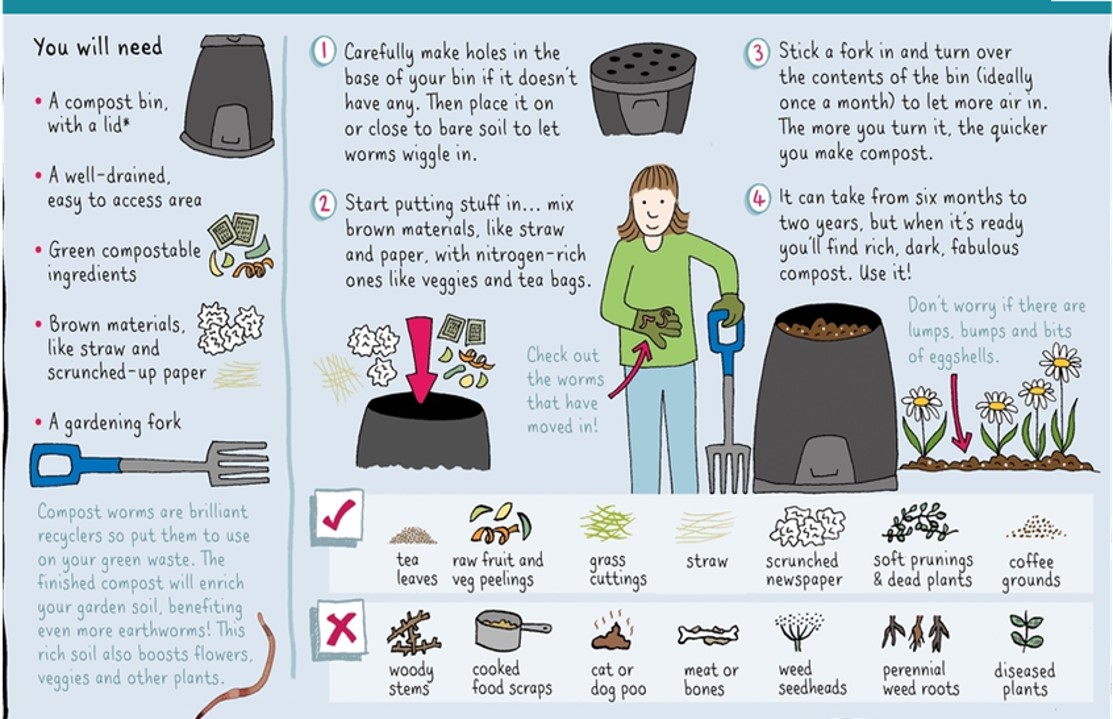 You will need
• A compost bin,
with a lid*
• A well-drained,
easy to access area
• Green compostable
ingredients
• Brown materials,
like straw and
scrunched-up paper
• A gardening fork
Compost worms are brilliant
recyclers so put them to use
on your green waste. The
finished compost will enrich
your garden soil, benefiting
even more earthworms! This
rich soil also boosts flowers,
veggies and other plants.
1 Carefully make holes in the
base of your bin if it doesn't
have any. Then place it on
or close to bare soil to let
worms wiggle in.
2 Start putting stuff in... mix
brown materials, like straw
and paper, with nitrogen-rich
ones like veggies and tea bags.
Check out
the worms
that have
moved in!
3 Stick a fork in and turn over
the contents of the bin (ideally
once a month) to let more air in.
The more you turn it, the quicker
you make compost.
4 It can take from six months to
two years, but when it's ready
you'll find rich, dark, fabulous
compost. Use it!
Don't worry if there are
lumps, bumps and bits
of eggshells.
tea
leaves
raw fruit and
veg peelings
grass
cuttings
straw
scrunched
newspaper
soft prunings
& dead plants
coffee
grounds
woody
stems
cooked
food scraps
cat or
dog poo
meat or
bones
weed
seedheads
perennial
weed roots
diseased
plants